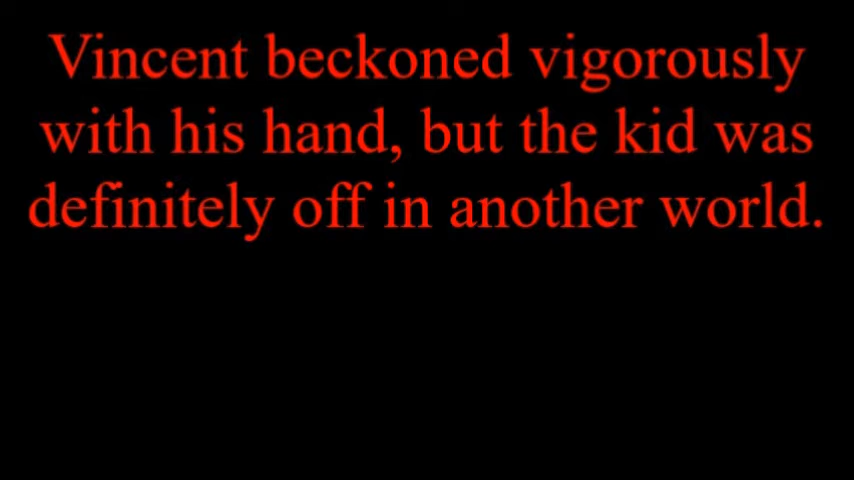 Vincent beckoned vigorously
with his hand, but the kid was
definitely off in another world.